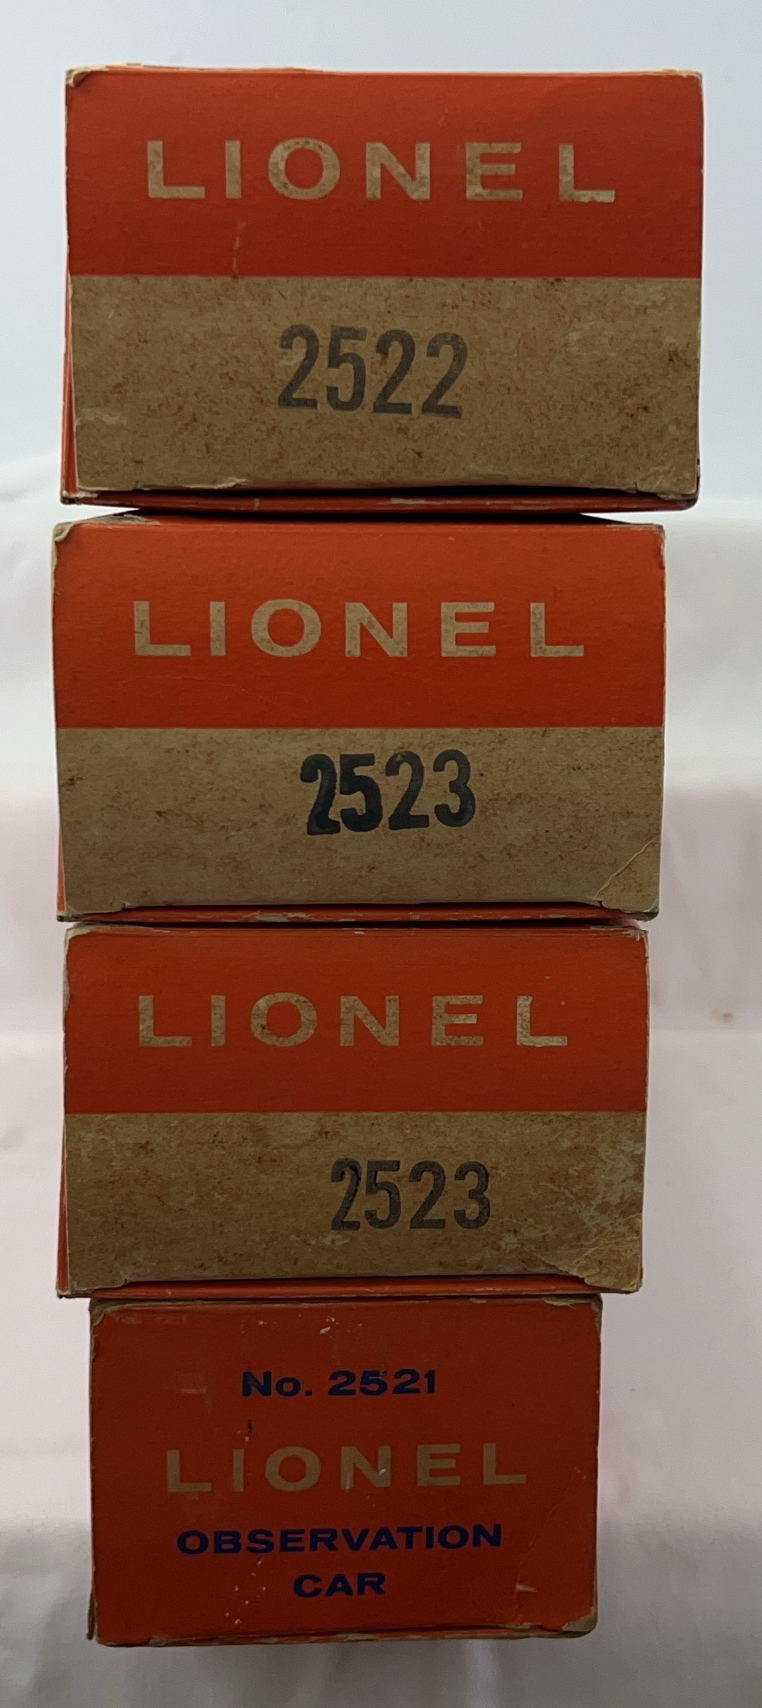 LIONEL
2522
LIONEL
2523
LIONEL
2523
No. 2521
LIONEL
OBSERVATION
CAR